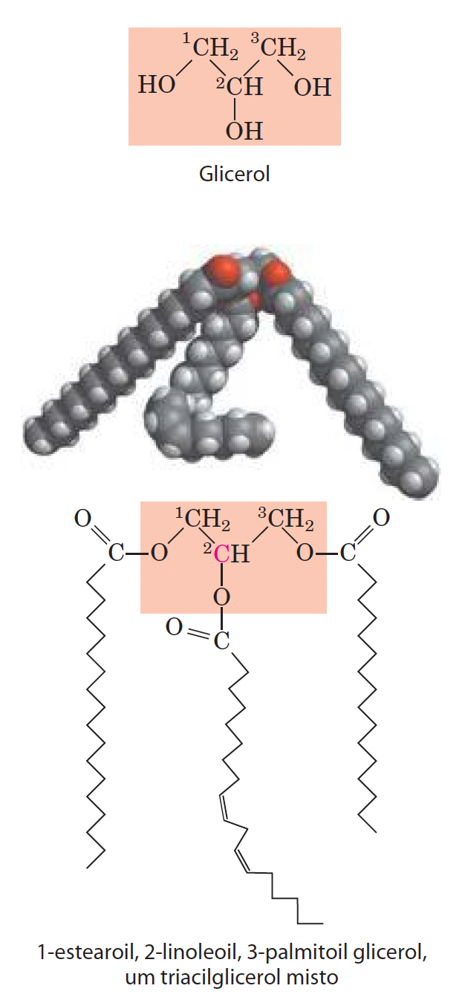 ¹CH₂ ³CH₂
HO ²CH OH
OH
Glicerol
O ¹CH₂ ³CH₂ O
C O ²CH O C
O
O C
1-estearoil, 2-linoleoil, 3-palmitoil glicerol,
um triacilglicerol misto